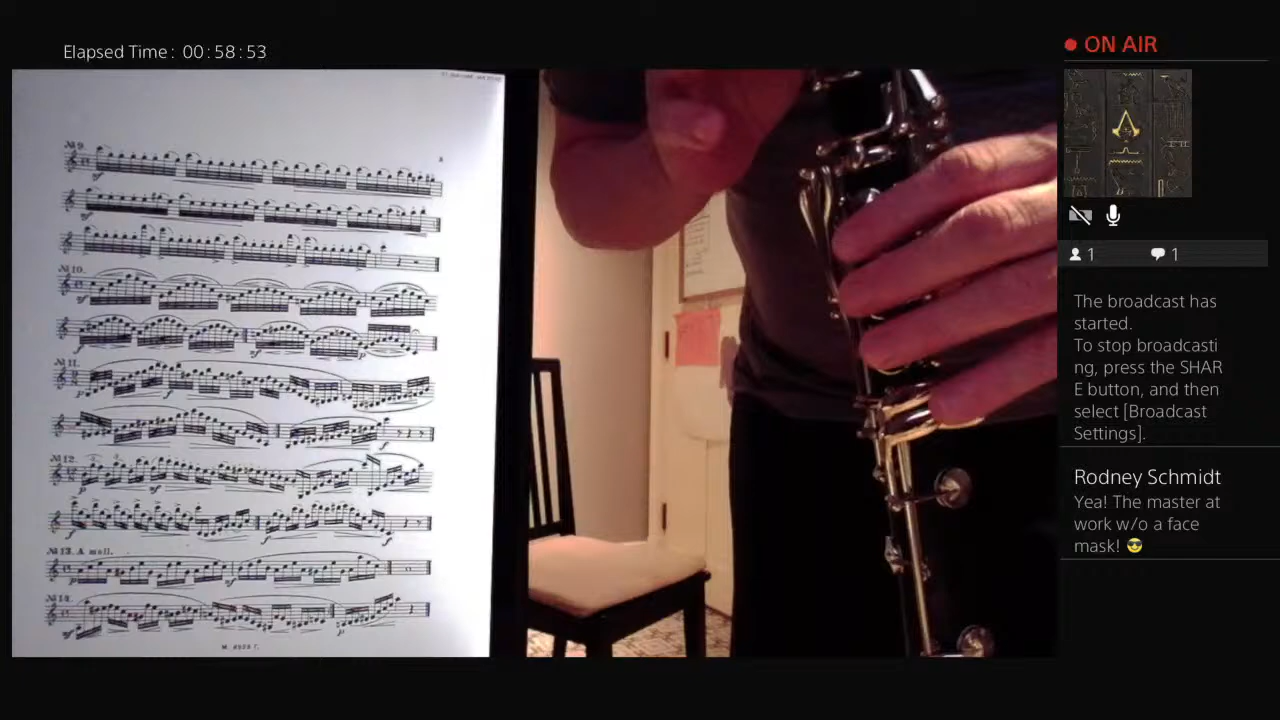 Elapsed Time: 00:58:53
ON AIR
1 1
The broadcast has
started.
To stop broadcasti
ng, press the SHAR
E button, and then
select [Broadcast
Settings].
Rodney Schmidt
Yea! The master at
work w/o a face
mask! 😎
№ 9.
№ 10.
№ 11.
№ 12.
№ 13. A moll.
№ 14.